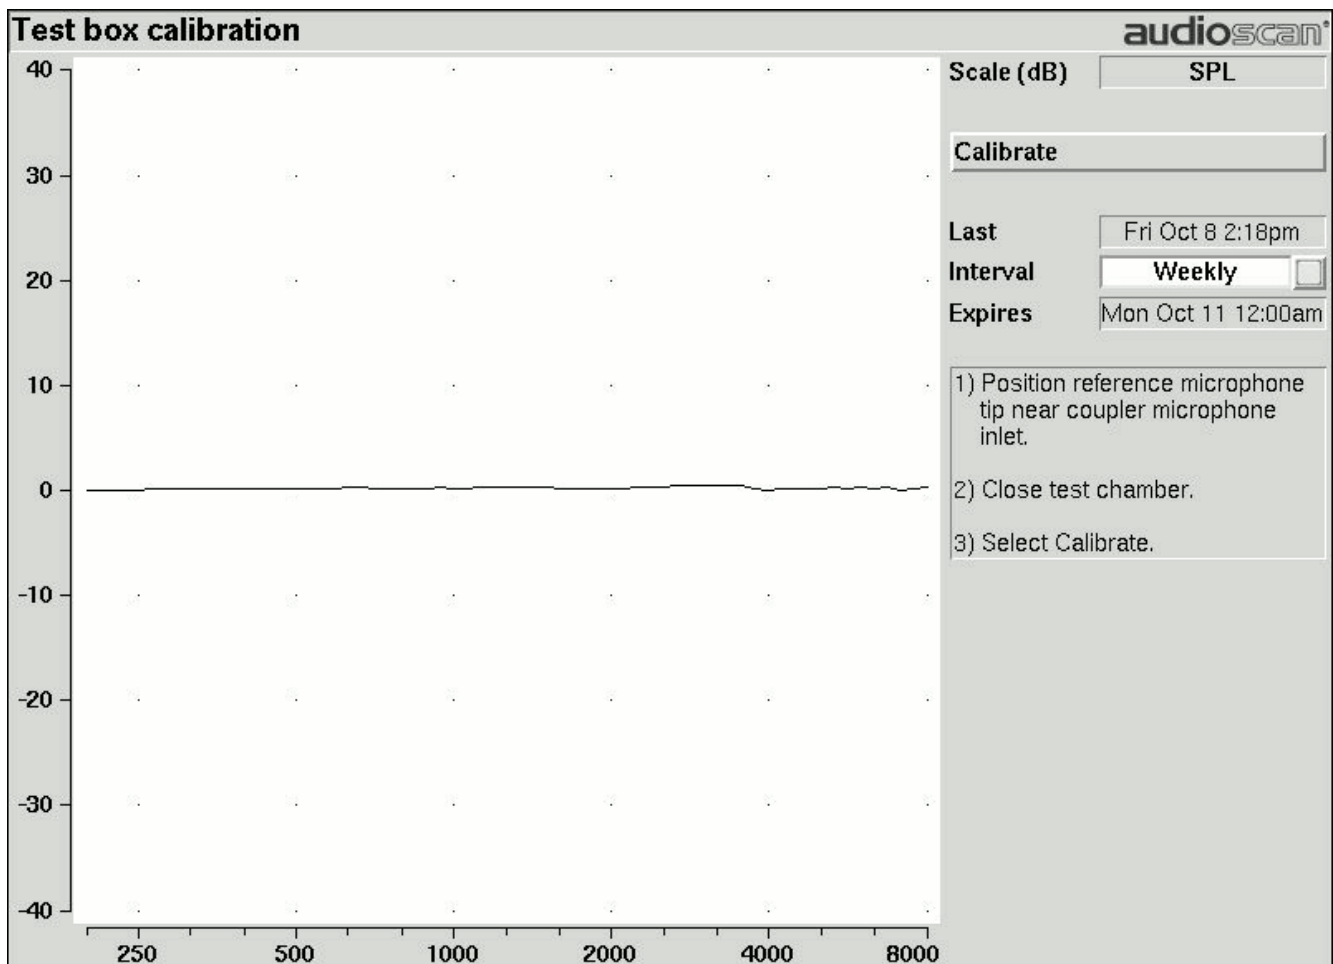 Test box calibration
audioscan®
40
30
20
10
0
-10
-20
-30
-40
250 500 1000 2000 4000 8000
Scale (dB) SPL
Calibrate
Last Fri Oct 8 2:18pm
Interval Weekly
Expires Mon Oct 11 12:00am
1) Position reference microphone
tip near coupler microphone
inlet.
2) Close test chamber.
3) Select Calibrate.